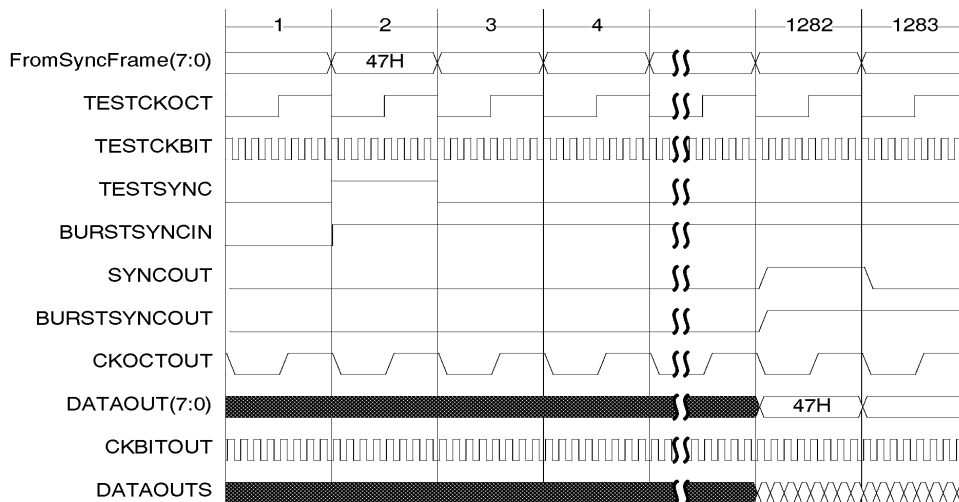 1 2 3 4 1282 1283
FromSyncFrame(7:0) 47H
TESTCKOCT
TESTCKBIT
TESTSYNC
BURSTSYNCIN
SYNCOUT
BURSTSYNCOUT
CKOCTOUT
DATAOUT(7:0) 47H
CKBITOUT
DATAOUTS